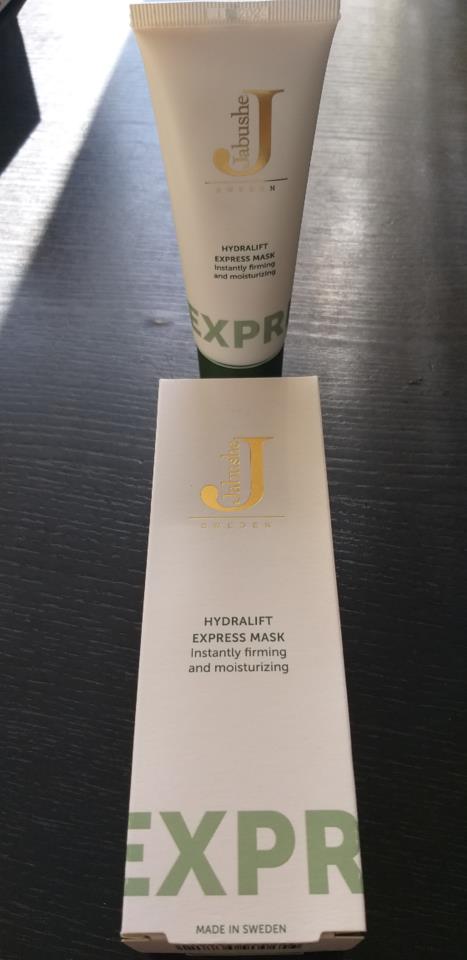 Jabushe
J
SWEDEN
HYDRALIFT
EXPRESS MASK
Instantly firming
and moisturizing
EXPR
Jabushe
J
SWEDEN
HYDRALIFT
EXPRESS MASK
Instantly firming
and moisturizing
EXPR
MADE IN SWEDEN